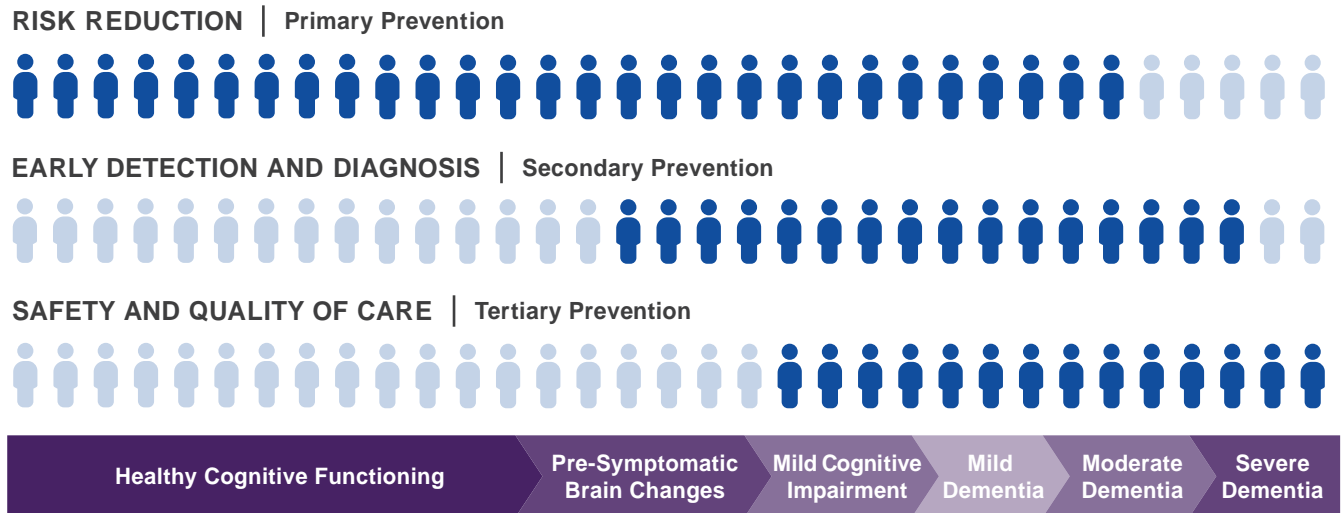 RISK REDUCTION | Primary Prevention
EARLY DETECTION AND DIAGNOSIS | Secondary Prevention
SAFETY AND QUALITY OF CARE | Tertiary Prevention
Healthy Cognitive Functioning
Pre-Symptomatic
Brain Changes
Mild Cognitive
Impairment
Mild
Dementia
Moderate
Dementia
Severe
Dementia